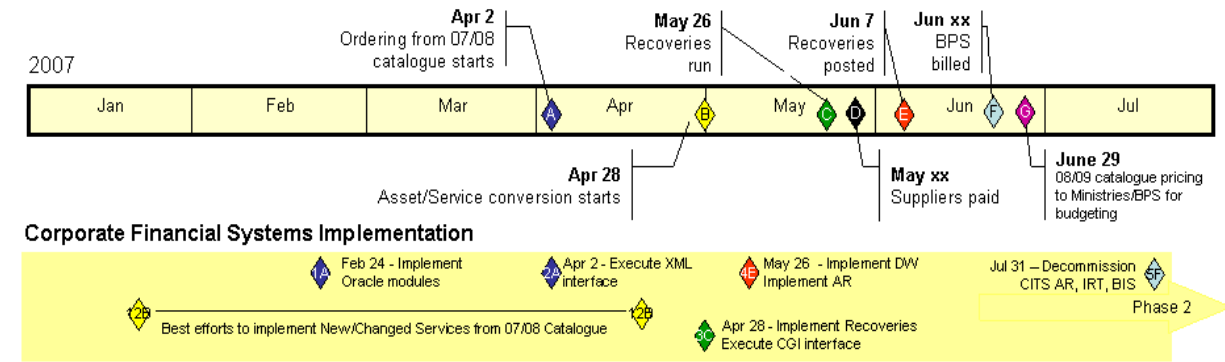 Apr 2
Ordering from 07/08
catalogue starts
May 26
Recoveries
run
Jun 7
Recoveries
posted
Jun xx
BPS
billed
2007
Jan Feb Mar Apr May Jun Jul
A B C D E F G
Apr 28
Asset/Service conversion starts
May xx
Suppliers paid
June 29
08/09 catalogue pricing
to Ministries/BPS for
budgeting
Corporate Financial Systems Implementation
1A Feb 24 - Implement
Oracle modules
2A Apr 2 - Execute XML
interface
4E May 26 - Implement DW
Implement AR
Jul 31 – Decommission
CITS AR, IRT, BIS
5F
Phase 2
12B 12B
Best efforts to implement New/Changed Services from 07/08 Catalogue
3C Apr 28 - Implement Recoveries
Execute CGI interface